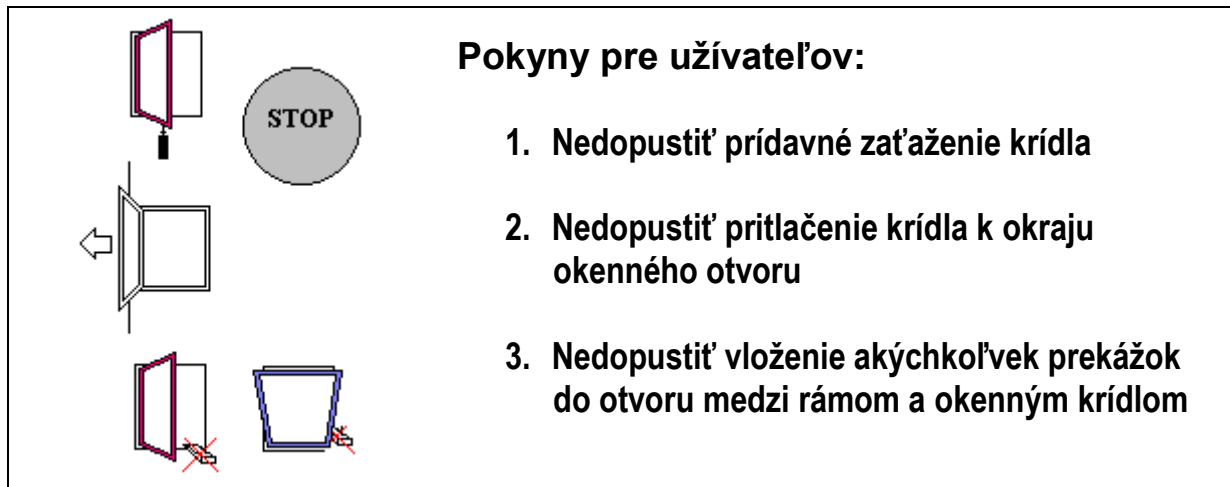 STOP
Pokyny pre užívateľov:
1. Nedopustiť prídavné zaťaženie krídla
2. Nedopustiť pritlačenie krídla k okraju
okenného otvoru
3. Nedopustiť vloženie akýchkoľvek prekážok
do otvoru medzi rámom a okenným krídlom